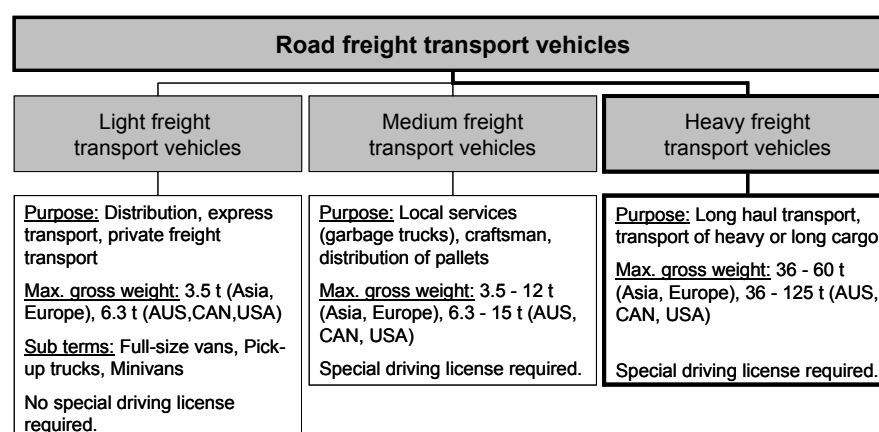 Road freight transport vehicles
Light freight
transport vehicles
Medium freight
transport vehicles
Heavy freight
transport vehicles
Purpose: Distribution, express
transport, private freight
transport
Max. gross weight: 3.5 t (Asia,
Europe), 6.3 t (AUS,CAN,USA)
Sub terms: Full-size vans, Pick-
up trucks, Minivans
No special driving license
required.
Purpose: Local services
(garbage trucks), craftsman,
distribution of pallets
Max. gross weight: 3.5 - 12 t
(Asia, Europe), 6.3 - 15 t (AUS,
CAN, USA)
Special driving license required.
Purpose: Long haul transport,
transport of heavy or long cargo
Max. gross weight: 36 - 60 t
(Asia, Europe), 36 - 125 t (AUS,
CAN, USA)
Special driving license required.